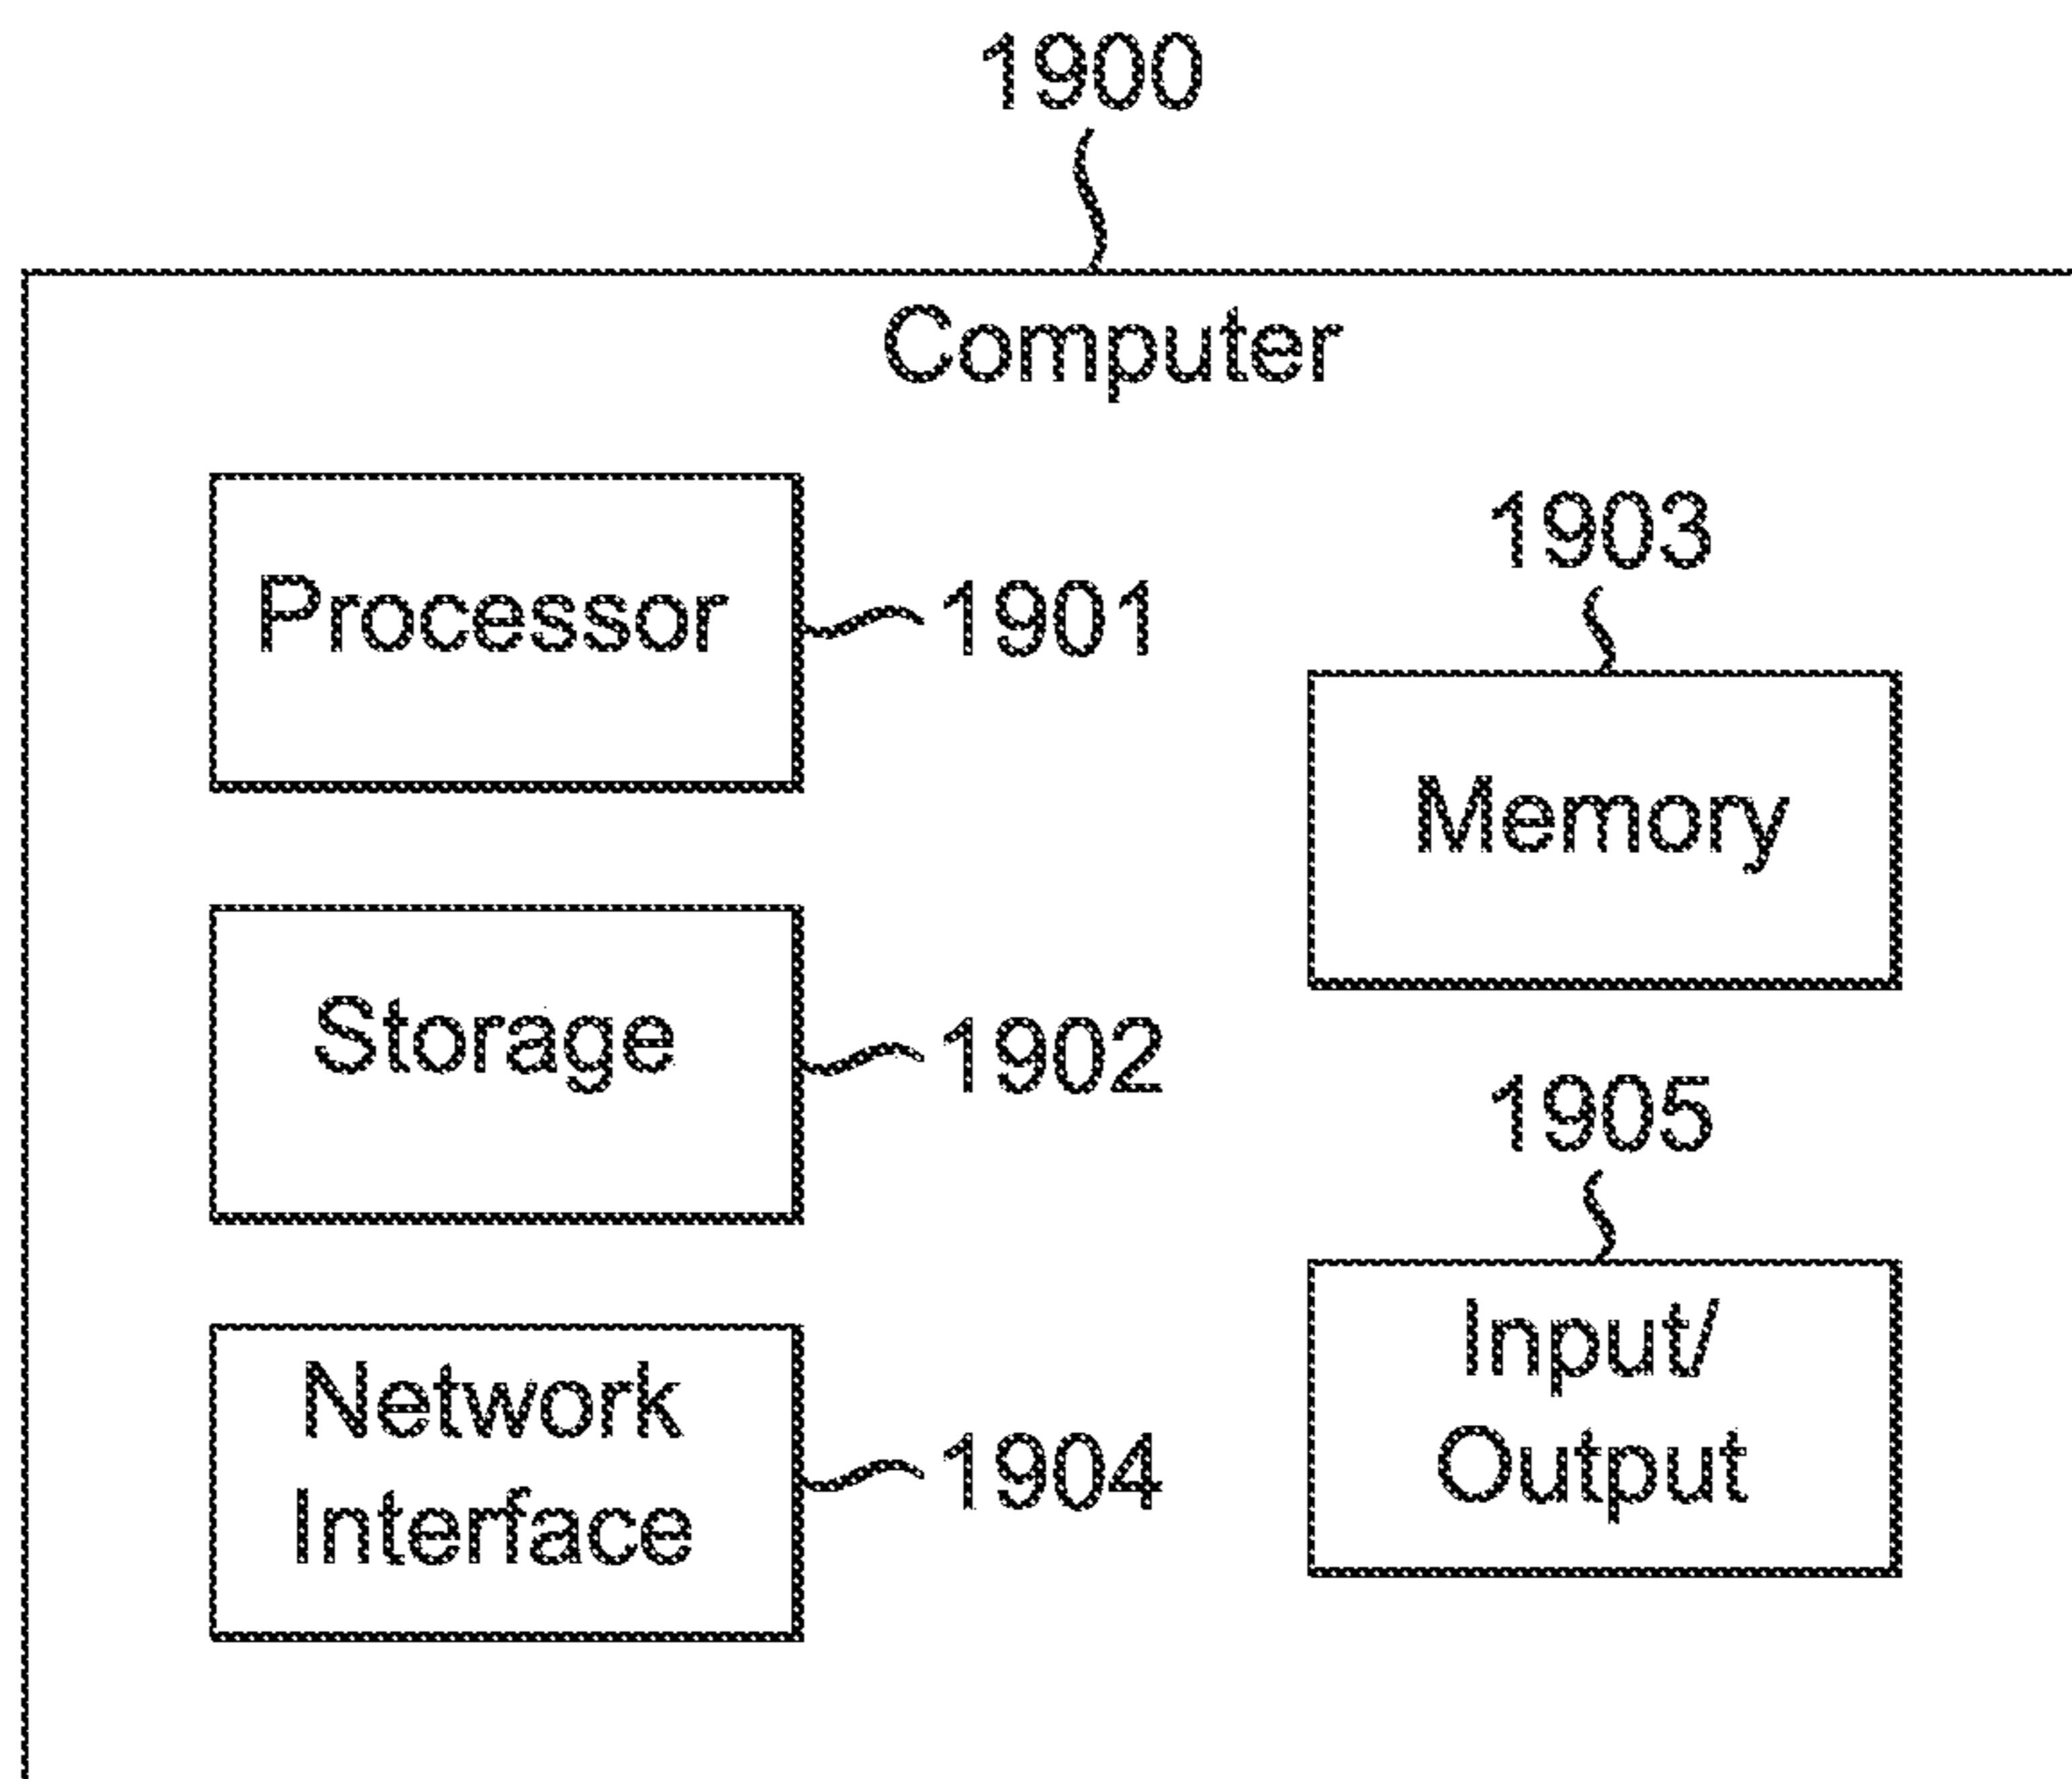 1900
Computer
Processor
1901
1903
Memory
Storage
1902
1905
Input/
Output
Network
Interface
1904